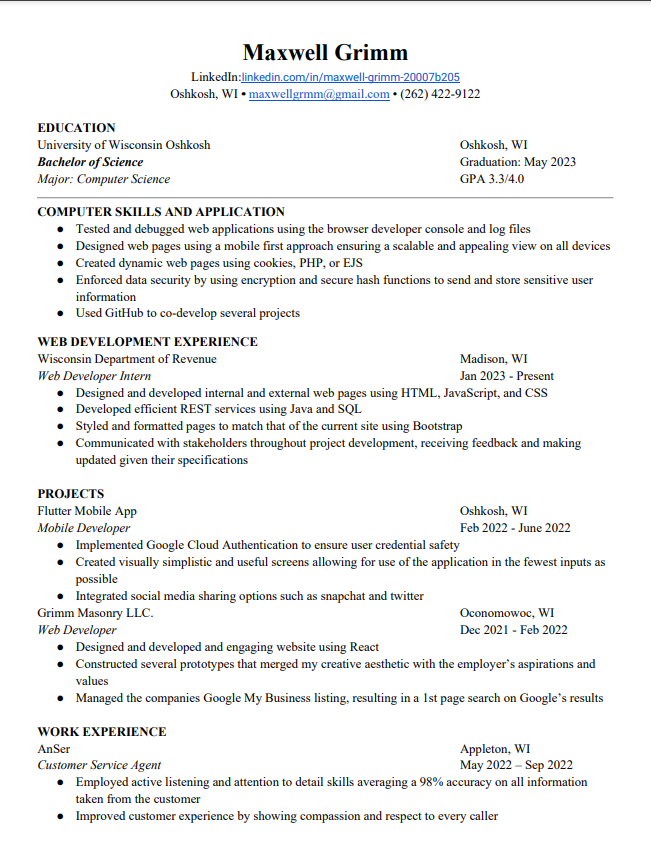 Maxwell Grimm
LinkedIn:linkedin.com/in/maxwell-grimm-20007b205
Oshkosh, WI • maxwellgrmm@gmail.com • (262) 422-9122
EDUCATION
University of Wisconsin Oshkosh Oshkosh, WI
Bachelor of Science Graduation: May 2023
Major: Computer Science GPA 3.3/4.0
COMPUTER SKILLS AND APPLICATION
● Tested and debugged web applications using the browser developer console and log files
● Designed web pages using a mobile first approach ensuring a scalable and appealing view on all devices
● Created dynamic web pages using cookies, PHP, or EJS
● Enforced data security by using encryption and secure hash functions to send and store sensitive user
information
● Used GitHub to co-develop several projects
WEB DEVELOPMENT EXPERIENCE
Wisconsin Department of Revenue Madison, WI
Web Developer Intern Jan 2023 - Present
● Designed and developed internal and external web pages using HTML, JavaScript, and CSS
● Developed efficient REST services using Java and SQL
● Styled and formatted pages to match that of the current site using Bootstrap
● Communicated with stakeholders throughout project development, receiving feedback and making
updated given their specifications
PROJECTS
Flutter Mobile App Oshkosh, WI
Mobile Developer Feb 2022 - June 2022
● Implemented Google Cloud Authentication to ensure user credential safety
● Created visually simplistic and useful screens allowing for use of the application in the fewest inputs as
possible
● Integrated social media sharing options such as snapchat and twitter
Grimm Masonry LLC. Oconomowoc, WI
Web Developer Dec 2021 - Feb 2022
● Designed and developed and engaging website using React
● Constructed several prototypes that merged my creative aesthetic with the employer’s aspirations and
values
● Managed the companies Google My Business listing, resulting in a 1st page search on Google’s results
WORK EXPERIENCE
AnSer Appleton, WI
Customer Service Agent May 2022 – Sep 2022
● Employed active listening and attention to detail skills averaging a 98% accuracy on all information
taken from the customer
● Improved customer experience by showing compassion and respect to every caller